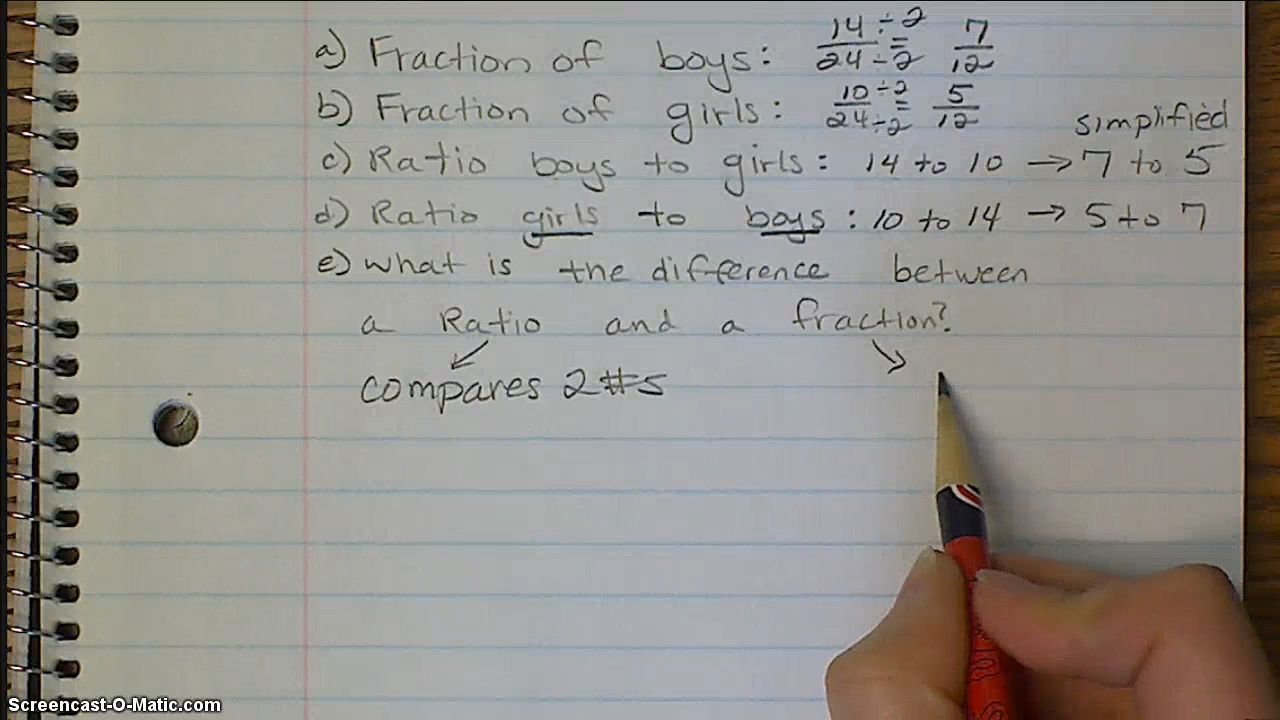 a) Fraction of boys: 14÷2/24÷2 = 7/12
b) Fraction of girls: 10÷2/24÷2 = 5/12
simplified
c) Ratio boys to girls: 14 to 10 → 7 to 5
d) Ratio girls to boys: 10 to 14 → 5 to 7
e) What is the difference between
a Ratio and a fraction?
compares 2 #s
Screencast-O-Matic.com